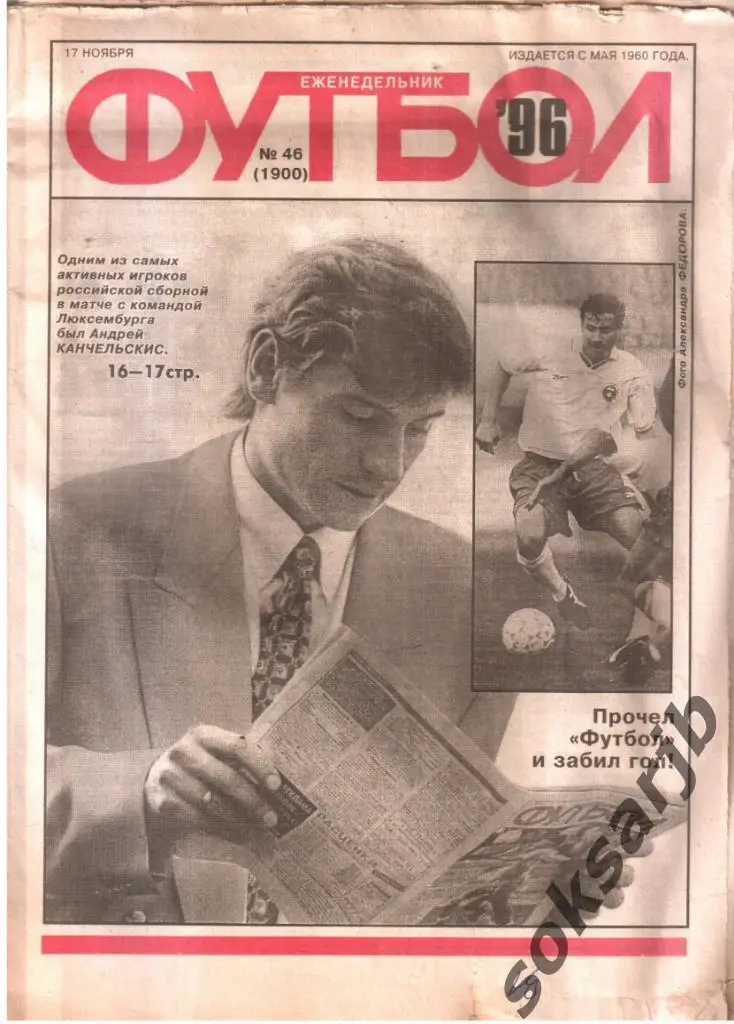 17 НОЯБРЯ
ИЗДАЕТСЯ С МАЯ 1960 ГОДА.
ЕЖЕНЕДЕЛЬНИК
ФУТБОЛ
'96
№ 46
(1900)
Одним из самых
активных игроков
российской сборной
в матче с командой
Люксембурга
был Андрей
КАНЧЕЛЬСКИС.
16—17стр.
Фото Александра ФЕДОРОВА.
Прочел
«Футбол»
и забил гол!
ФУТБО
soksarjb